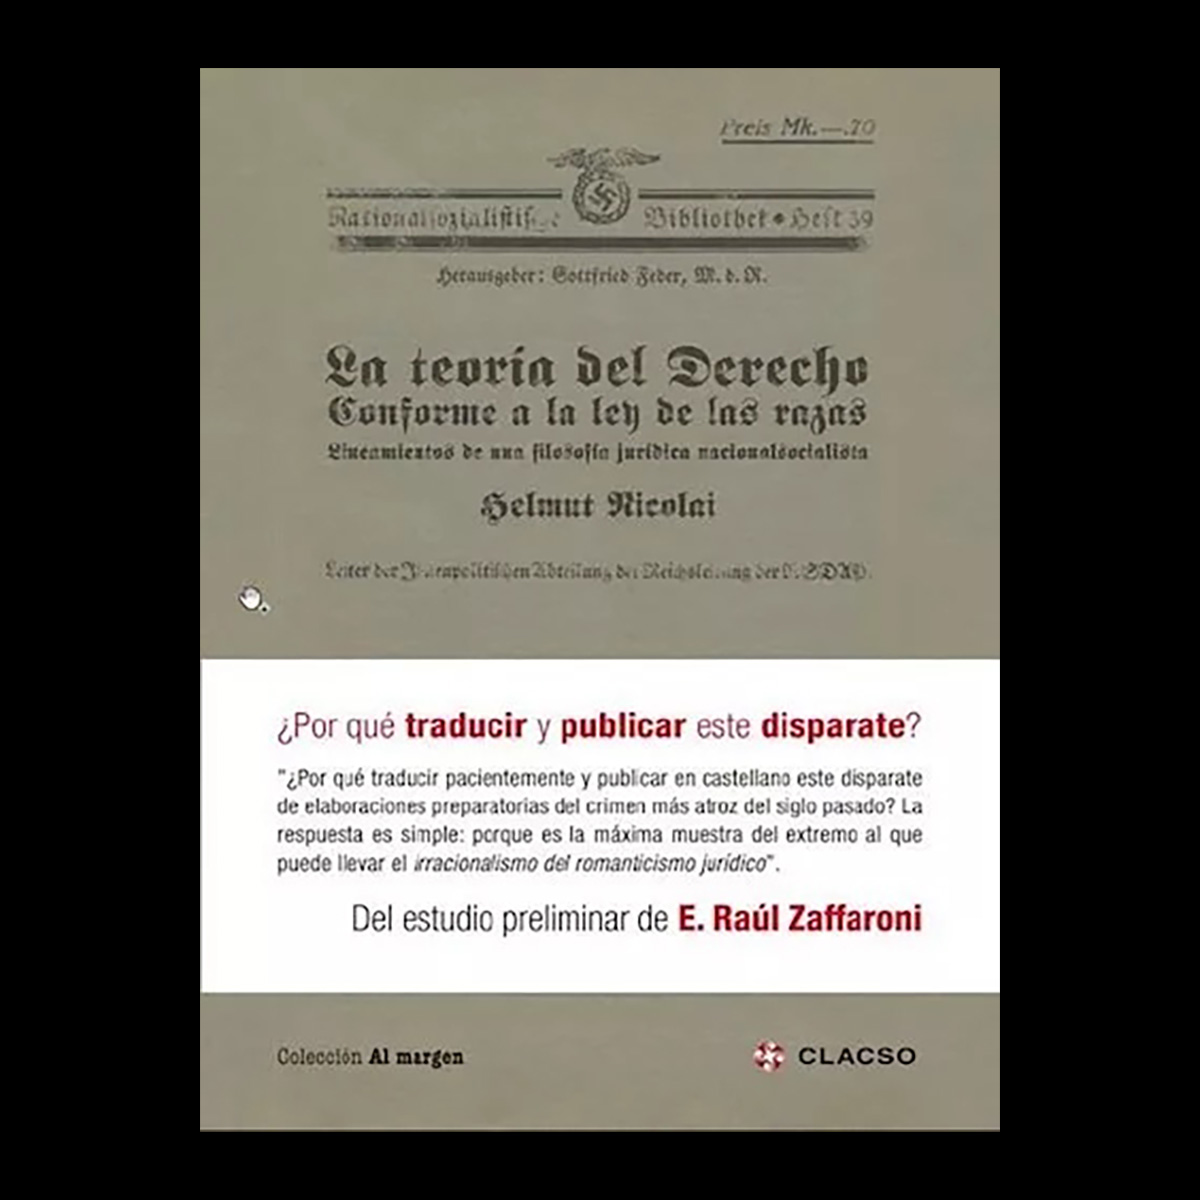 Preis Mk.—.70
Nationalsozialistische Bibliothek • Heft 39
Herausgeber: Gottfried Feder, M. d. R.
La teoría del Derecho
Conforme a la ley de las razas
Lineamientos de una filosofía jurídica nacionalsocialista
Helmut Nicolai
Leiter der Innenpolitischen Abteilung der Reichsleitung der NSDAP.
¿Por qué traducir y publicar este disparate?
"¿Por qué traducir pacientemente y publicar en castellano este disparate
de elaboraciones preparatorias del crimen más atroz del siglo pasado? La
respuesta es simple: porque es la máxima muestra del extremo al que
puede llevar el irracionalismo del romanticismo jurídico".
Del estudio preliminar de E. Raúl Zaffaroni
Colección Al margen
CLACSO